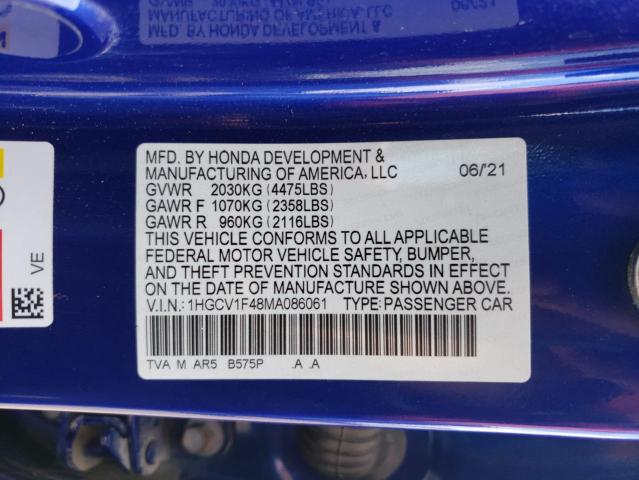 MFD. BY HONDA DEVELOPMENT &
MANUFACTURING OF AMERICA, LLC 06/'21
GVWR 2030KG (4475LBS)
GAWR F 1070KG (2358LBS)
GAWR R 960KG (2116LBS)
THIS VEHICLE CONFORMS TO ALL APPLICABLE
FEDERAL MOTOR VEHICLE SAFETY, BUMPER,
AND THEFT PREVENTION STANDARDS IN EFFECT
ON THE DATE OF MANUFACTURE SHOWN ABOVE.
V.I.N.: 1HGCV1F48MA086061 TYPE: PASSENGER CAR
TVA M AR5 B575P .A .A
VE